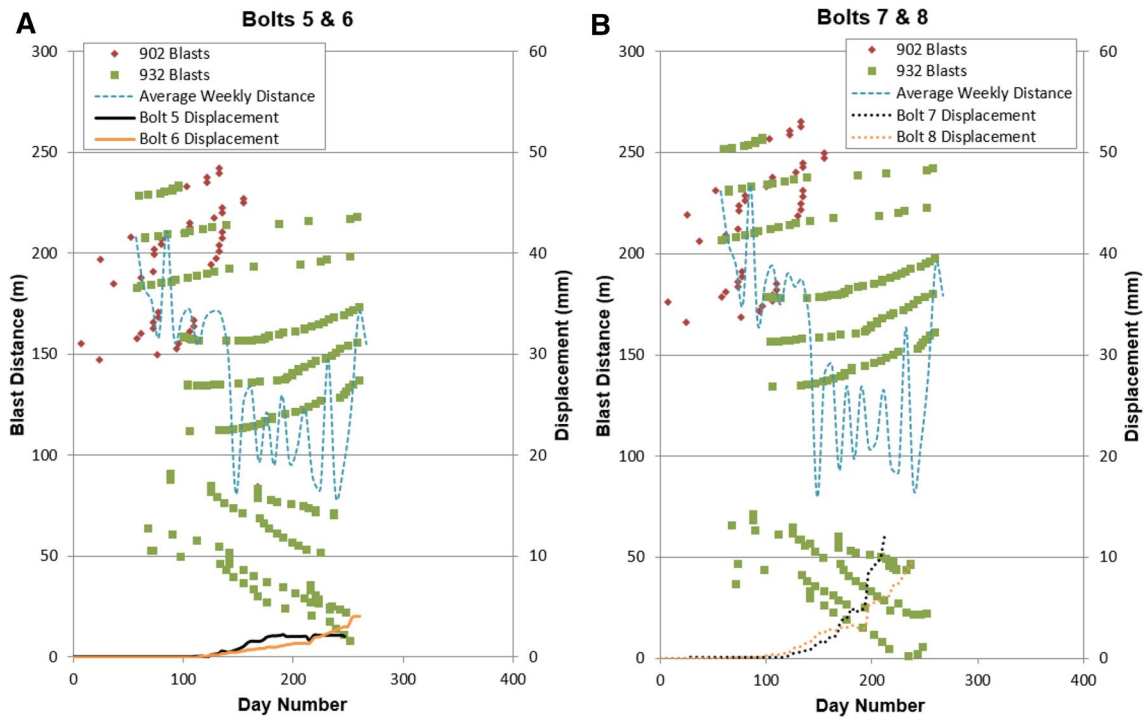 A
Bolts 5 & 6
300
250
200
150
100
50
0
Blast Distance (m)
902 Blasts
932 Blasts
Average Weekly Distance
Bolt 5 Displacement
Bolt 6 Displacement
60
50
40
30
20
10
0
Displacement (mm)
0 100 200 300 400
Day Number
B
Bolts 7 & 8
300
250
200
150
100
50
0
Blast Distance (m)
902 Blasts
932 Blasts
Average Weekly Distance
Bolt 7 Displacement
Bolt 8 Displacement
60
50
40
30
20
10
0
Displacement (mm)
0 100 200 300 400
Day Number